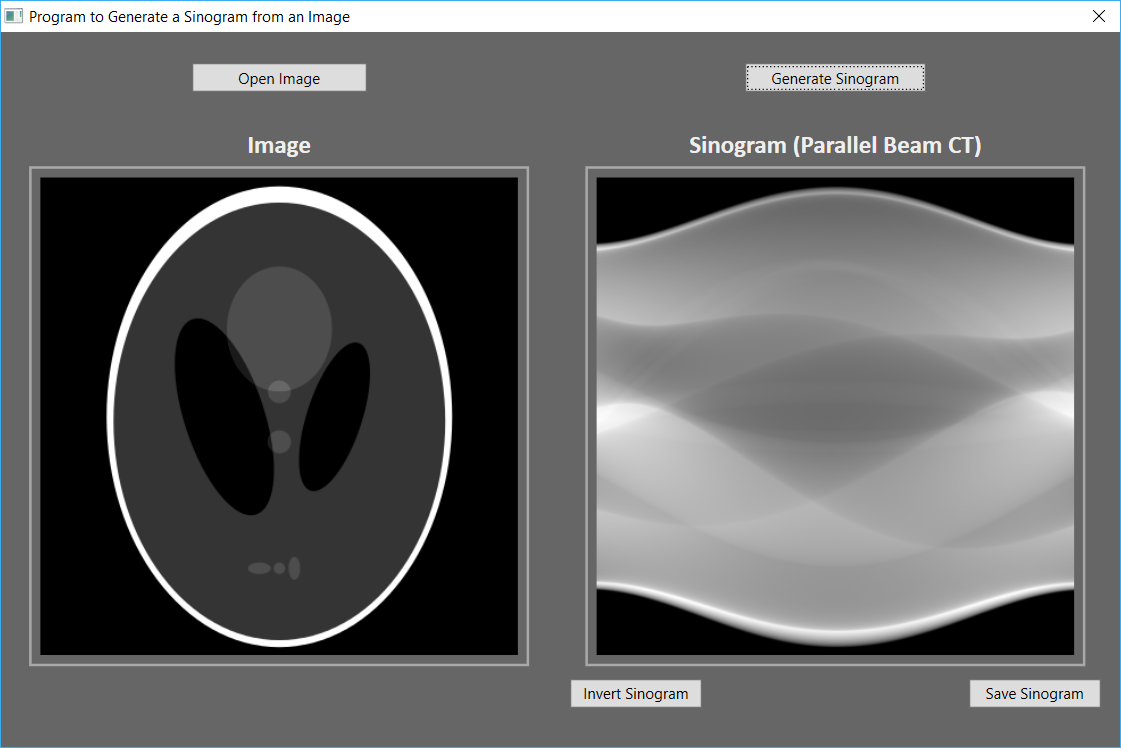 Program to Generate a Sinogram from an Image
Open Image
Generate Sinogram
Image
Sinogram (Parallel Beam CT)
Invert Sinogram
Save Sinogram